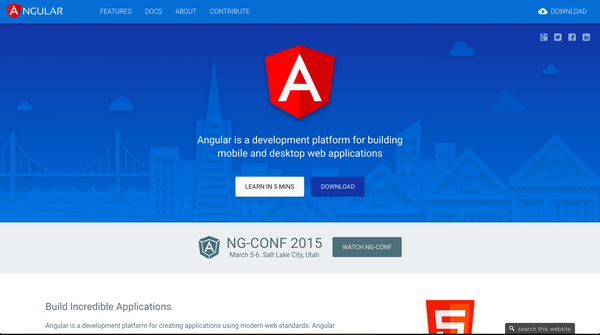 ANGULAR FEATURES DOCS ABOUT CONTRIBUTE DOWNLOAD
Angular is a development platform for building
mobile and desktop web applications
LEARN IN 5 MINS DOWNLOAD
NG-CONF 2015
March 5-6. Salt Lake City, Utah
WATCH NG-CONF
Build Incredible Applications
Angular is a development platform for creating applications using modern web standards. Angular
search this website